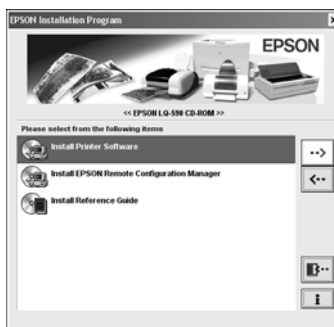 EPSON Installation Program
EPSON
<< EPSON LQ-590 CD-ROM >>
Please select from the following items
Install Printer Software
Install EPSON Remote Configuration Manager
Install Reference Guide